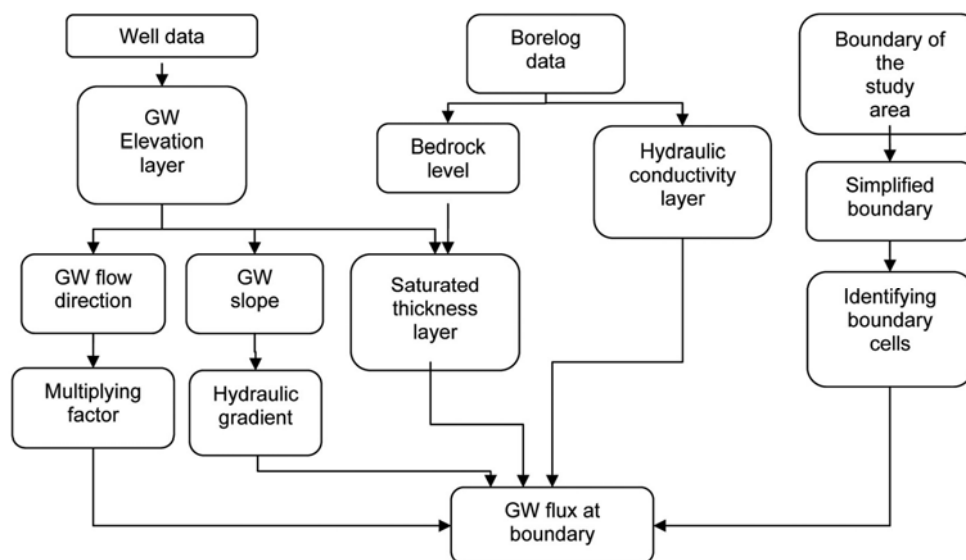 Well data
Borelog
data
Boundary of
the
study
area
GW
Elevation
layer
Bedrock
level
Hydraulic
conductivity
layer
Simplified
boundary
GW flow
direction
GW
slope
Saturated
thickness
layer
Identifying
boundary
cells
Multiplying
factor
Hydraulic
gradient
GW flux at
boundary